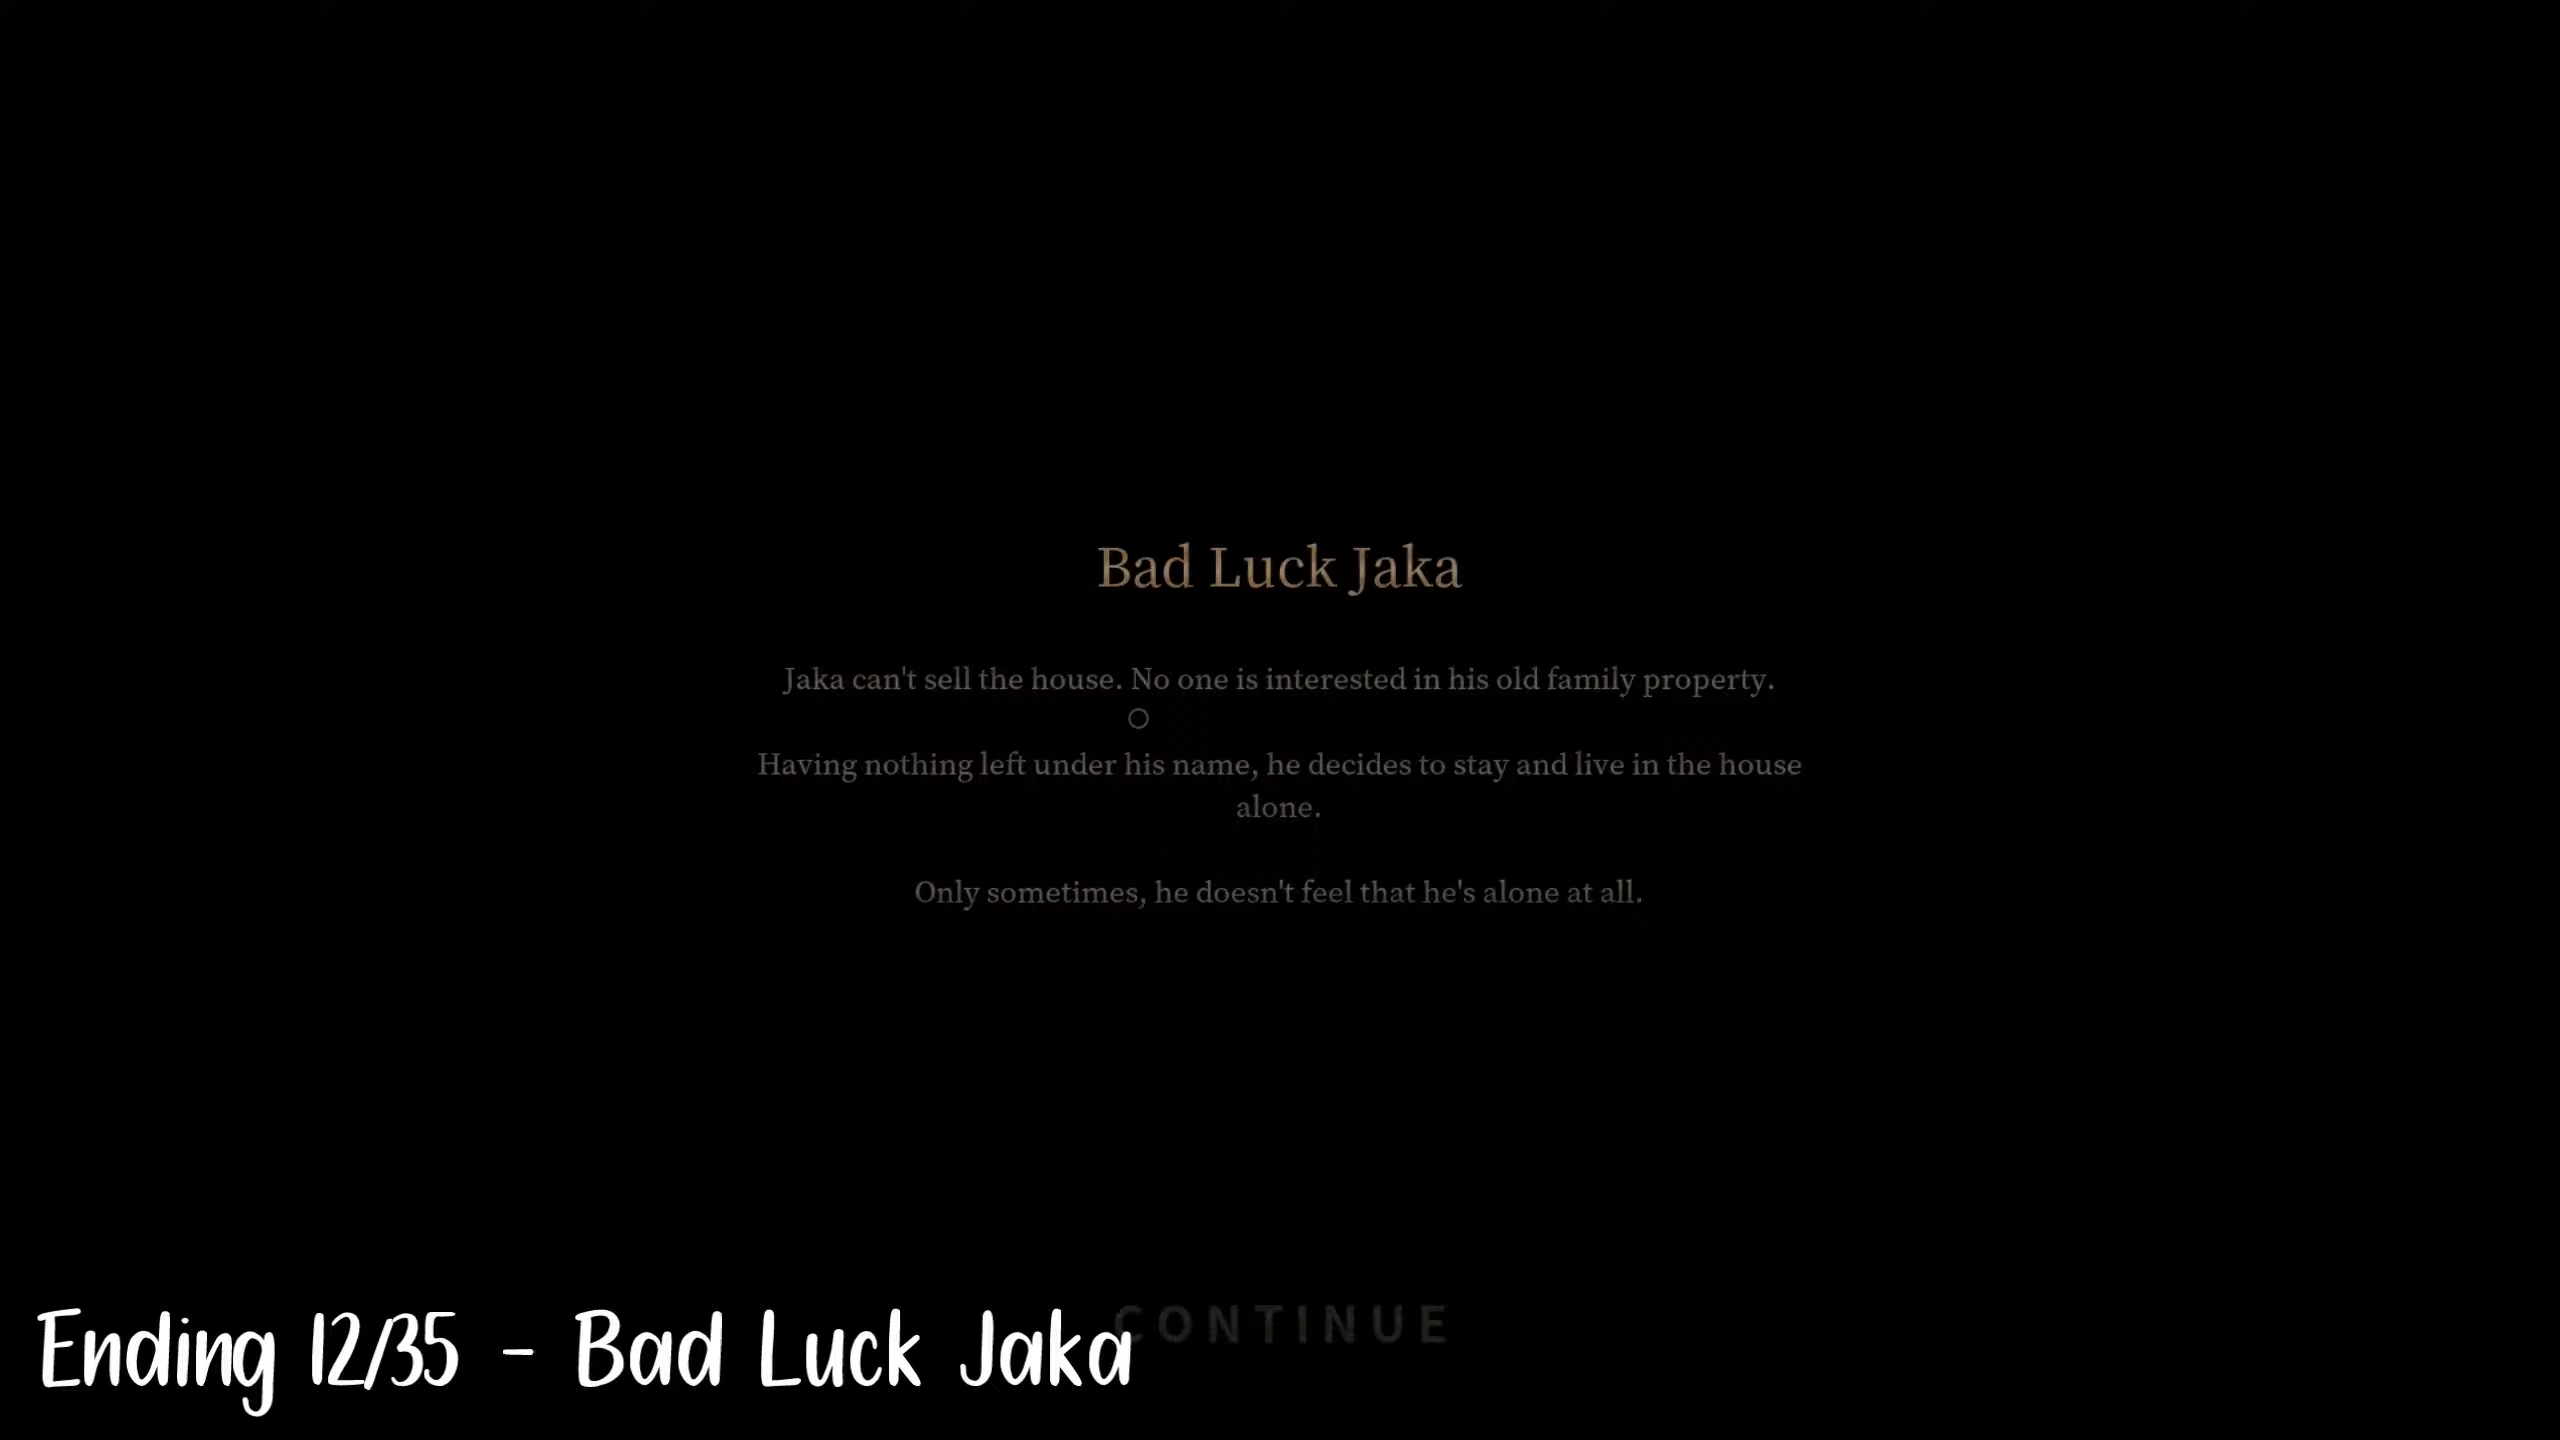 Bad Luck Jaka
Jaka can't sell the house. No one is interested in his old family property.
Having nothing left under his name, he decides to stay and live in the house
alone.
Only sometimes, he doesn't feel that he's alone at all.
CONTINUE
Ending 12/35 - Bad Luck Jaka